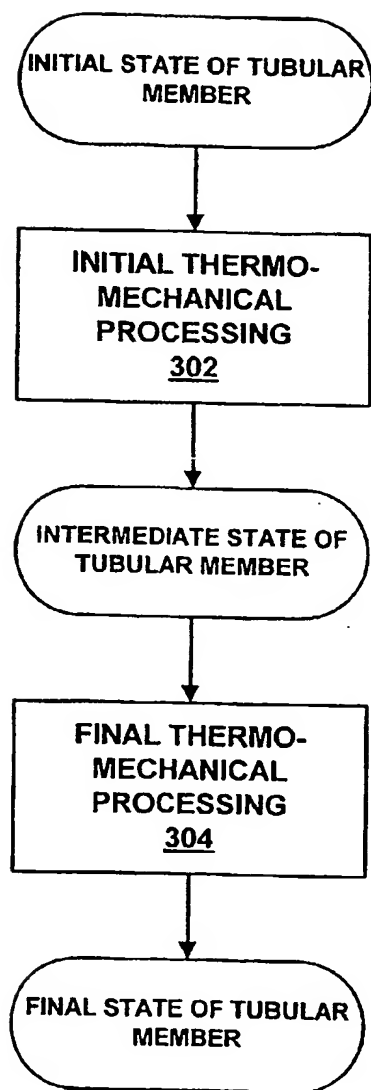 INITIAL STATE OF TUBULAR
MEMBER
INITIAL THERMO-
MECHANICAL
PROCESSING
302
INTERMEDIATE STATE OF
TUBULAR MEMBER
FINAL THERMO-
MECHANICAL
PROCESSING
304
FINAL STATE OF TUBULAR
MEMBER